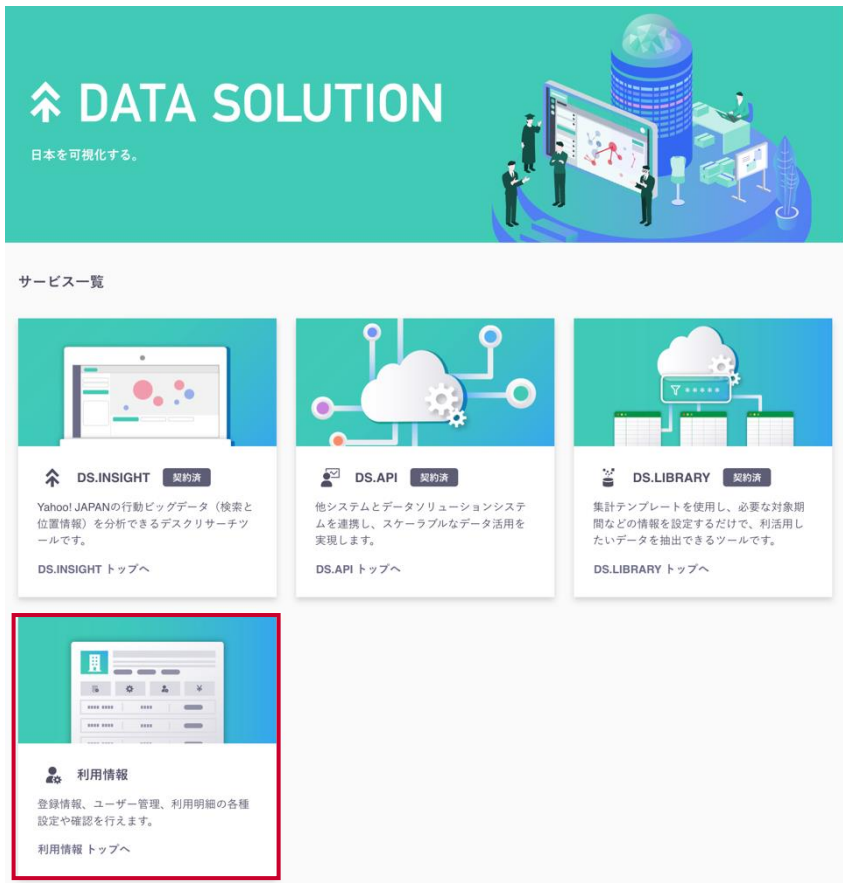 DATA SOLUTION
日本を可視化する。
サービス一覧
DS.INSIGHT 契約済
Yahoo! JAPANの行動ビッグデータ（検索と
位置情報）を分析できるデスクリサーチツ
ールです。
DS.INSIGHT トップへ
DS.API 契約済
他システムとデータソリューションシステ
ムを連携し、スケーラブルなデータ活用を
実現します。
DS.API トップへ
DS.LIBRARY 契約済
集計テンプレートを使用し、必要な対象期
間などの情報を設定するだけで、利活用し
たいデータを抽出できるツールです。
DS.LIBRARY トップへ
利用情報
登録情報、ユーザー管理、利用明細の各種
設定や確認を行えます。
利用情報 トップへ